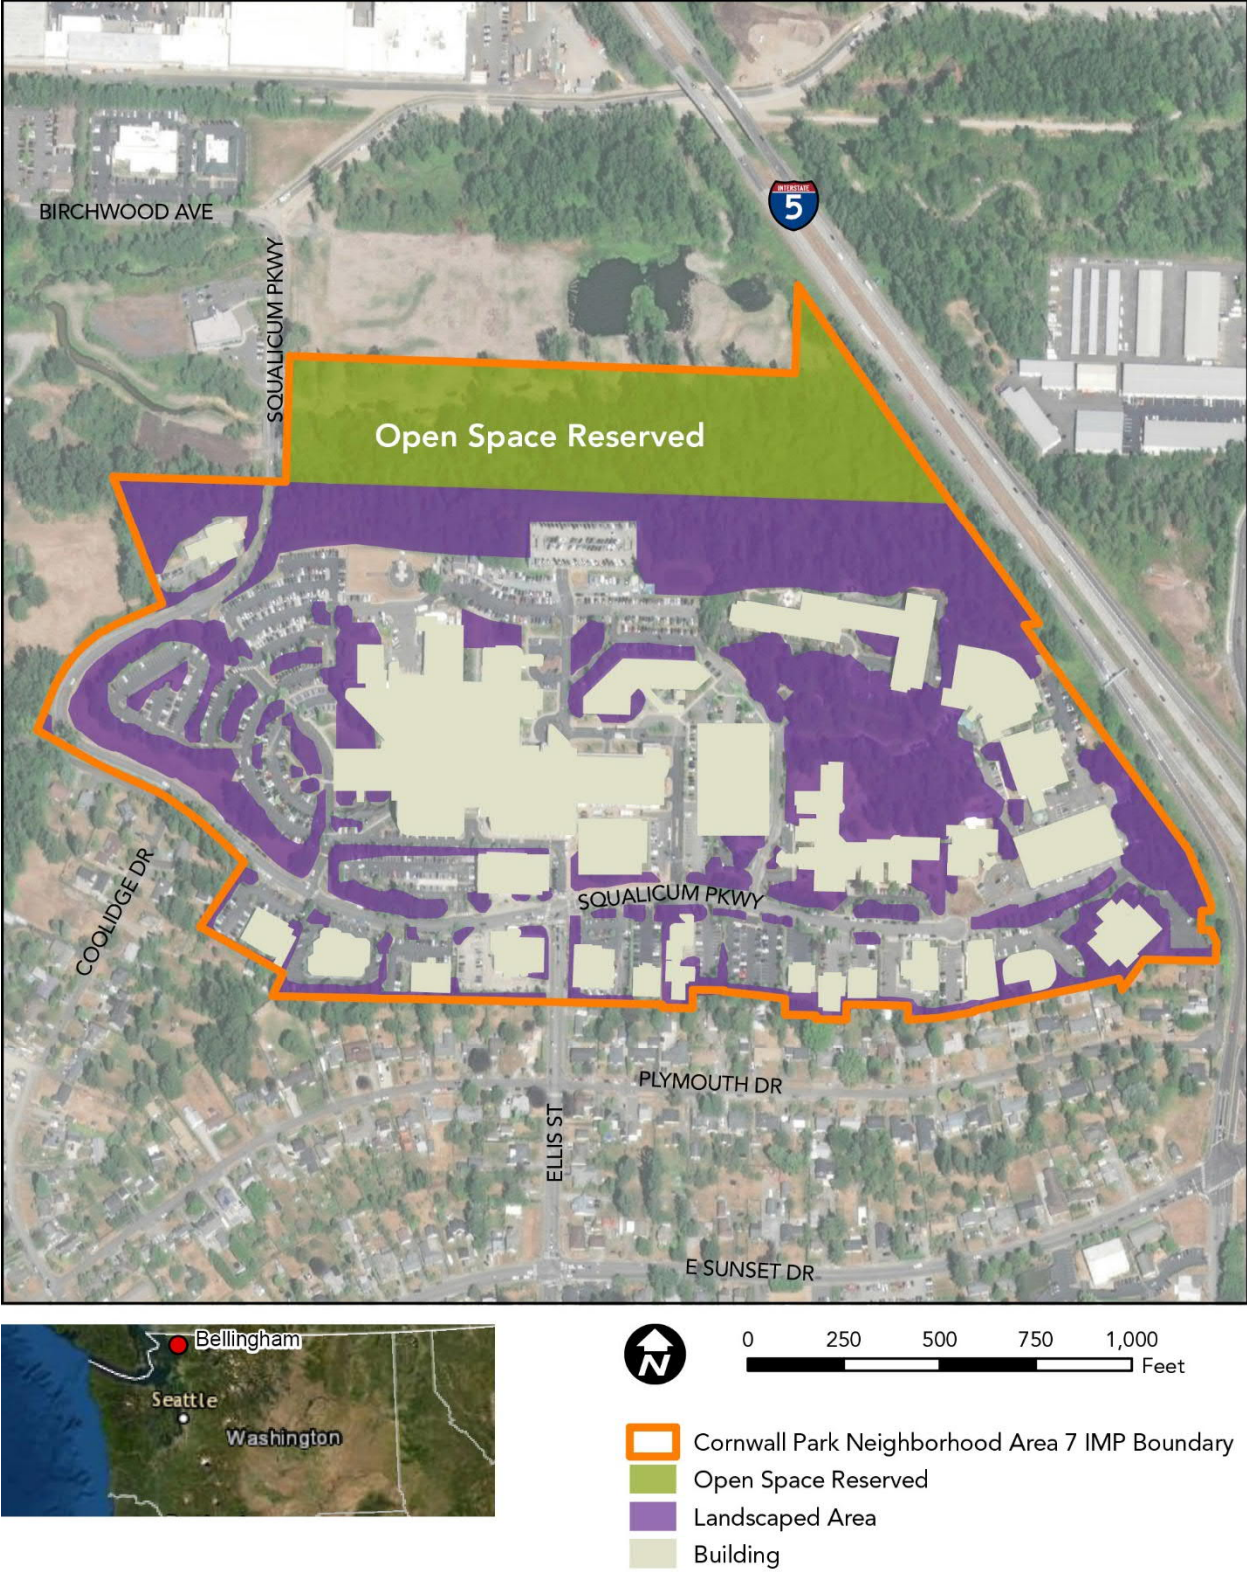 INTERSTATE
5
BIRCHWOOD AVE
SQUALICUM PKWY
Open Space Reserved
SQUALICUM PKWY
COOLIDGE DR
PLYMOUTH DR
ELLIS ST
E SUNSET DR
Bellingham
Seattle
Washington
N
0 250 500 750 1,000
Feet
Cornwall Park Neighborhood Area 7 IMP Boundary
Open Space Reserved
Landscaped Area
Building